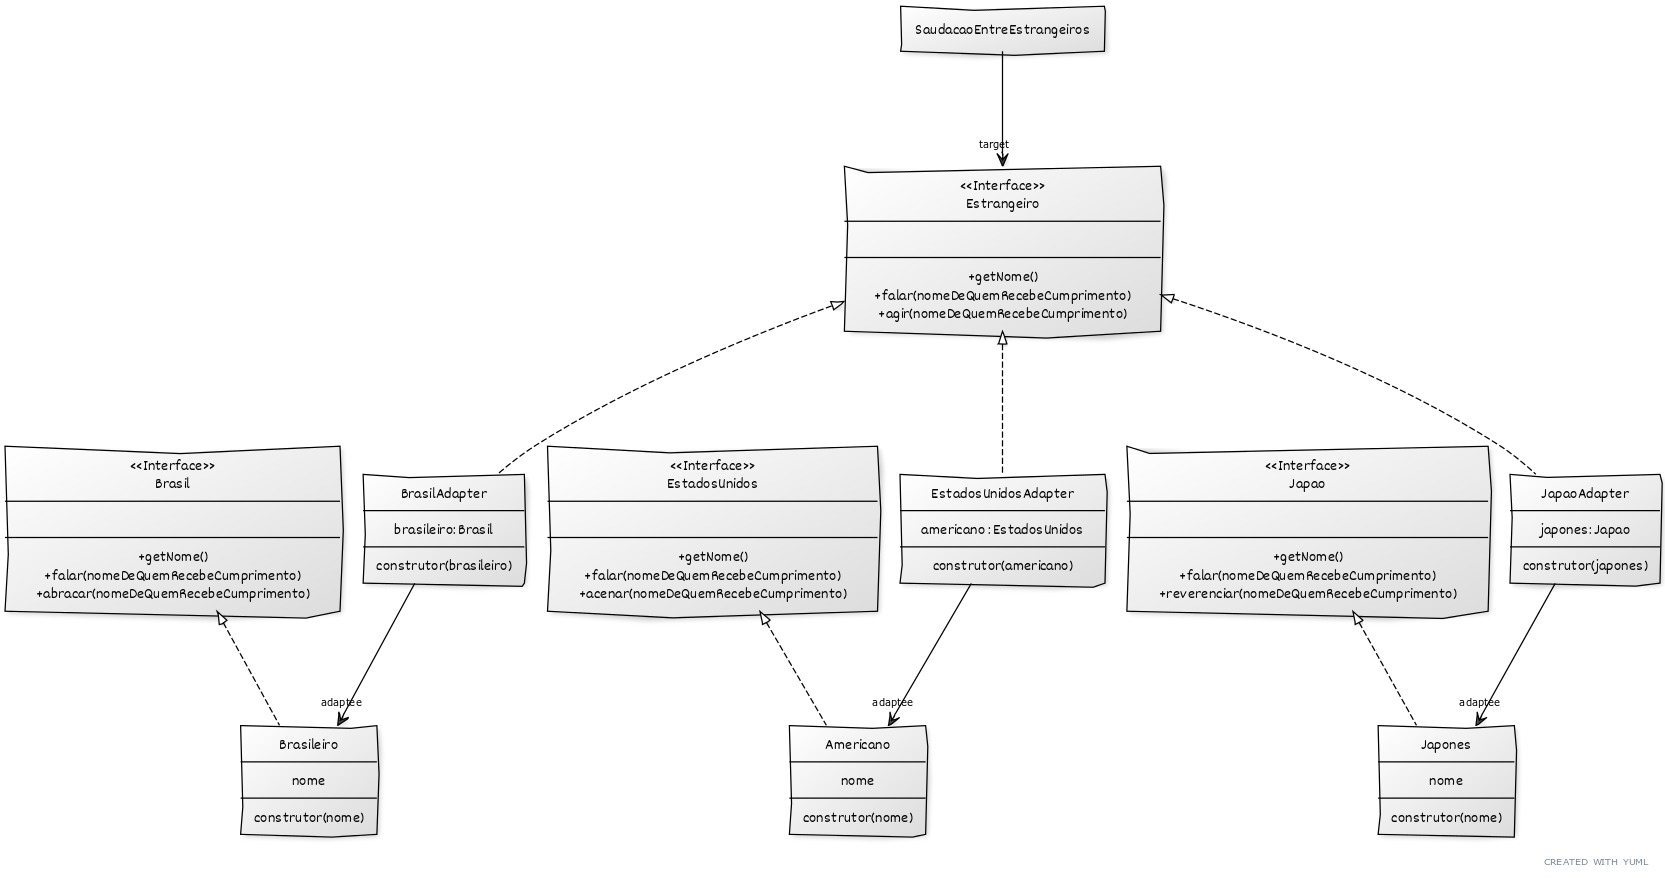 SaudacaoEntreEstrangeiros
target
<<Interface>>
Estrangeiro
+getNome()
+falar(nomeDeQuemRecebeCumprimento)
+agir(nomeDeQuemRecebeCumprimento)
<<Interface>>
Brasil
+getNome()
+falar(nomeDeQuemRecebeCumprimento)
+abracar(nomeDeQuemRecebeCumprimento)
BrasilAdapter
brasileiro: Brasil
construtor(brasileiro)
<<Interface>>
EstadosUnidos
+getNome()
+falar(nomeDeQuemRecebeCumprimento)
+acenar(nomeDeQuemRecebeCumprimento)
EstadosUnidosAdapter
americano : EstadosUnidos
construtor(americano)
<<Interface>>
Japao
+getNome()
+falar(nomeDeQuemRecebeCumprimento)
+reverenciar(nomeDeQuemRecebeCumprimento)
JapaoAdapter
japones: Japao
construtor(japones)
adaptee
adaptee
adaptee
Brasileiro
nome
construtor(nome)
Americano
nome
construtor(nome)
Japones
nome
construtor(nome)
CREATED WITH YUML